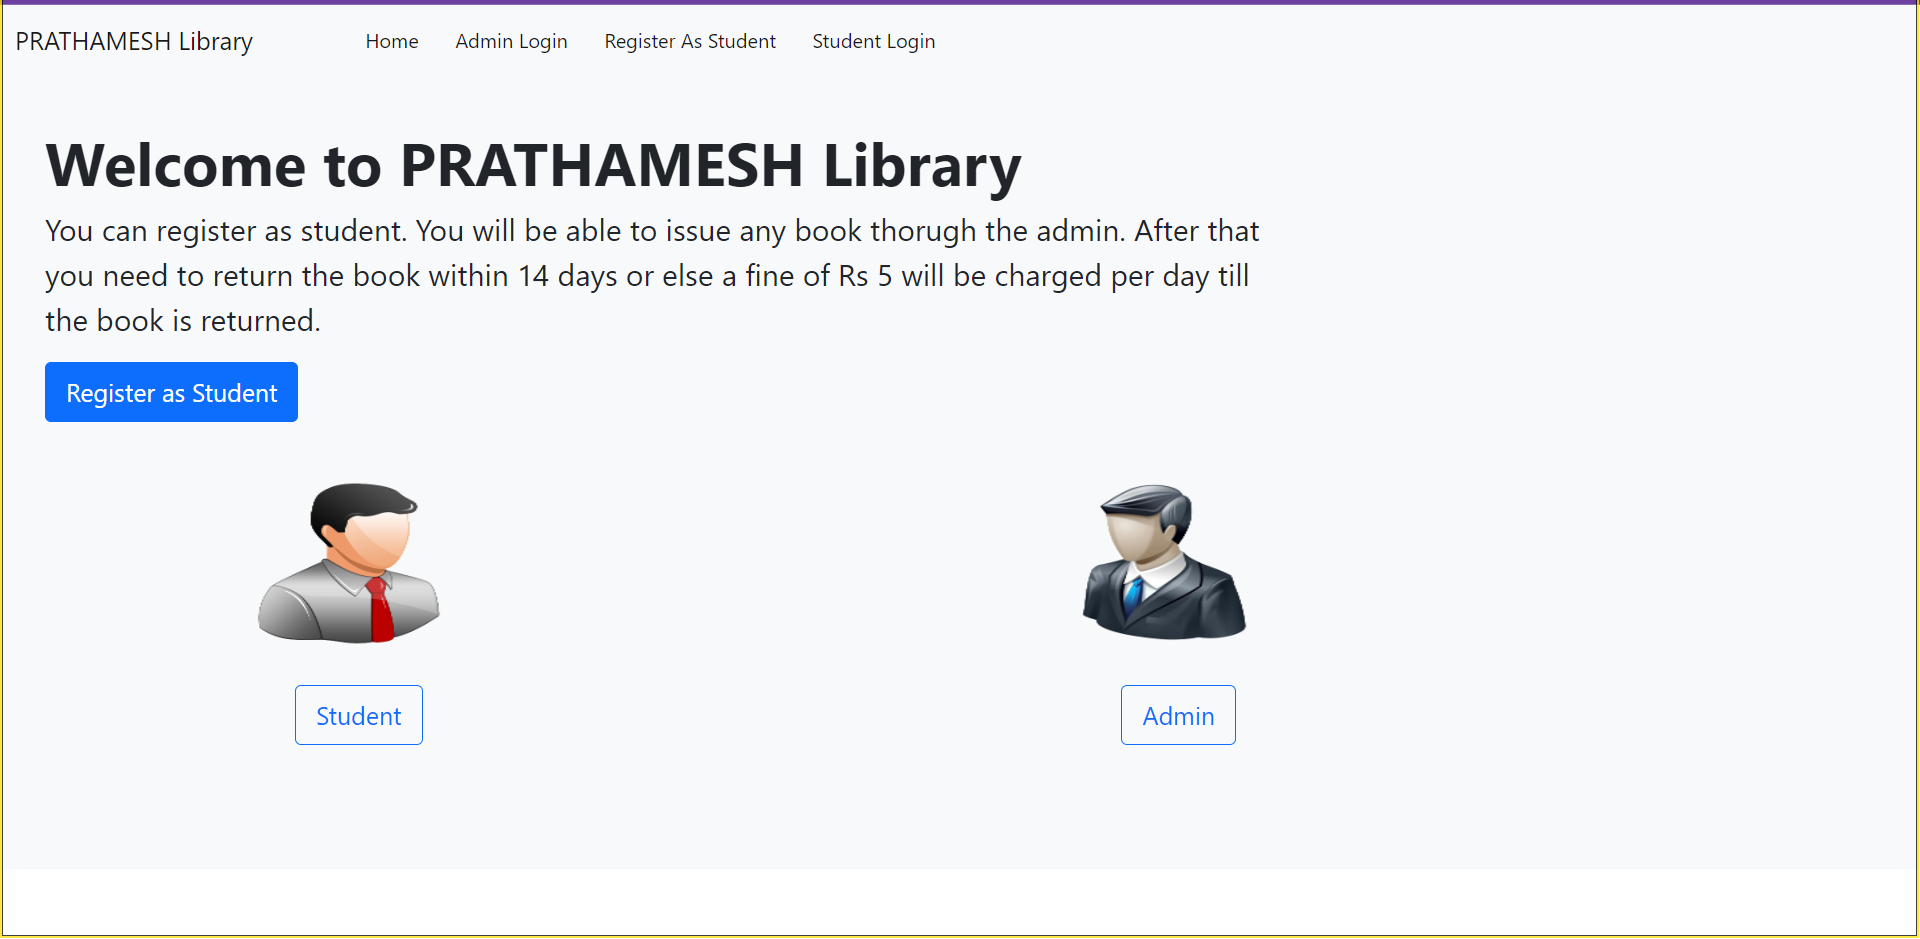 PRATHAMESH Library Home Admin Login Register As Student Student Login
Welcome to PRATHAMESH Library
You can register as student. You will be able to issue any book thorugh the admin. After that
you need to return the book within 14 days or else a fine of Rs 5 will be charged per day till
the book is returned.
Register as Student
Student Admin